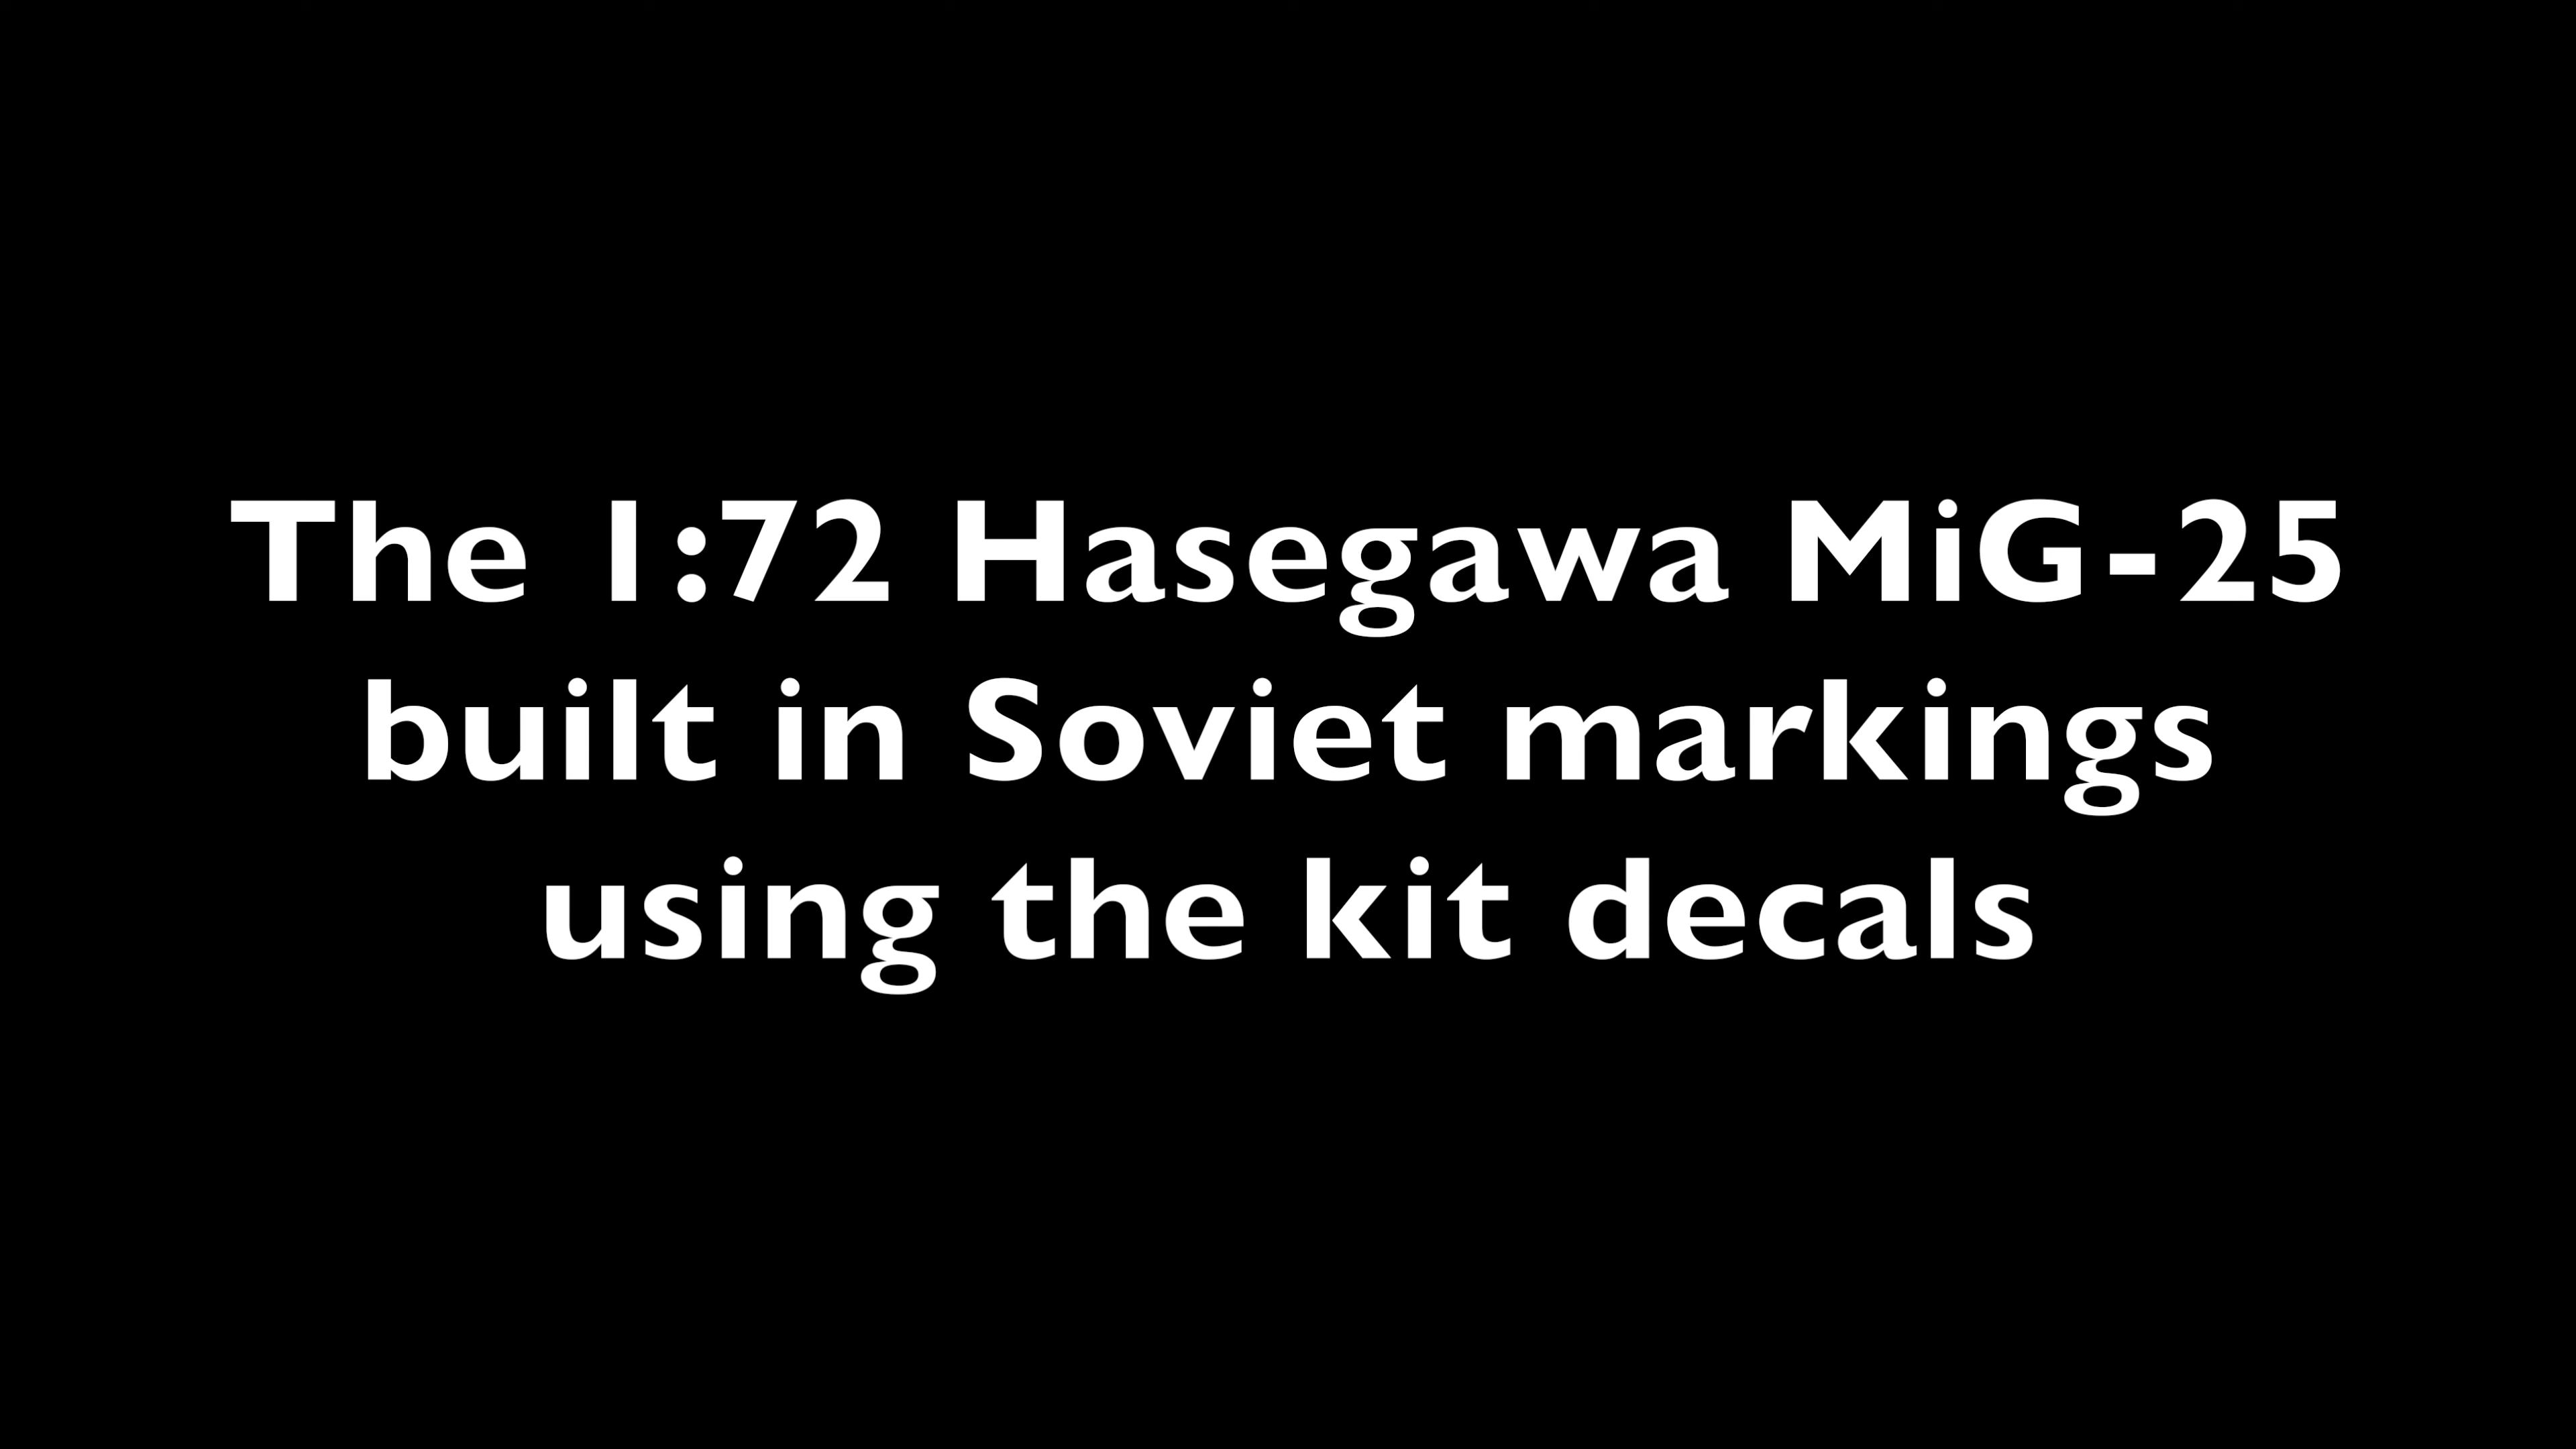 The 1:72 Hasegawa MiG-25
built in Soviet markings
using the kit decals